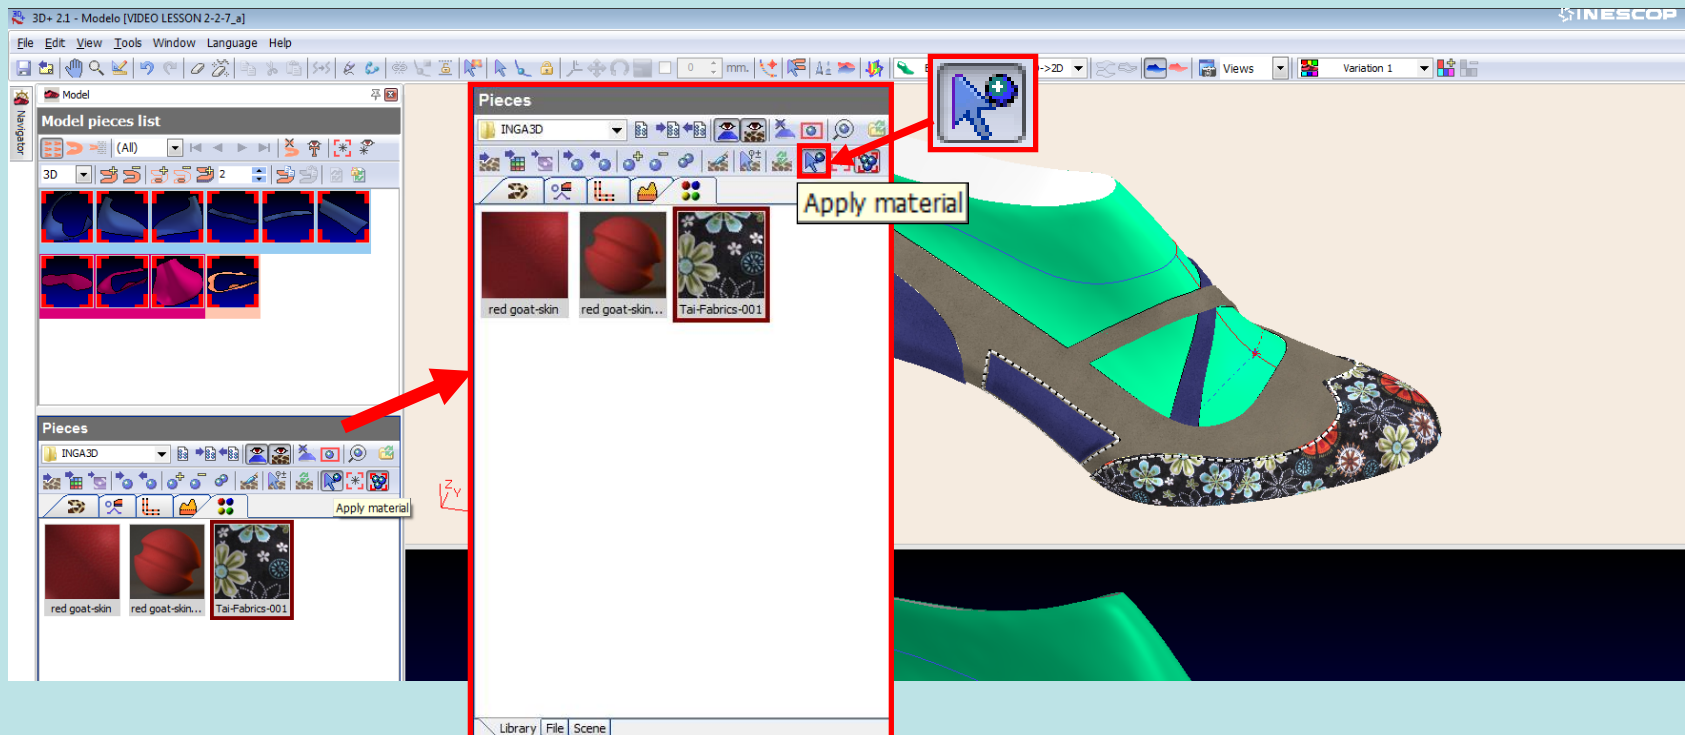 3D+ 2.1 - Modelo [VIDEO LESSON 2-2-7_a]
INESCOP
File Edit View Tools Window Language Help
0 mm.
->2D
Views
Variation 1
Navigator
Model
Model pieces list
(All)
3D
2
Pieces
INGA3D
Apply material
red goat-skin
red goat-skin...
Tai-Fabrics-001
Library File Scene
Pieces
INGA3D
Apply material
red goat-skin
red goat-skin...
Tai-Fabrics-001
Z
Y